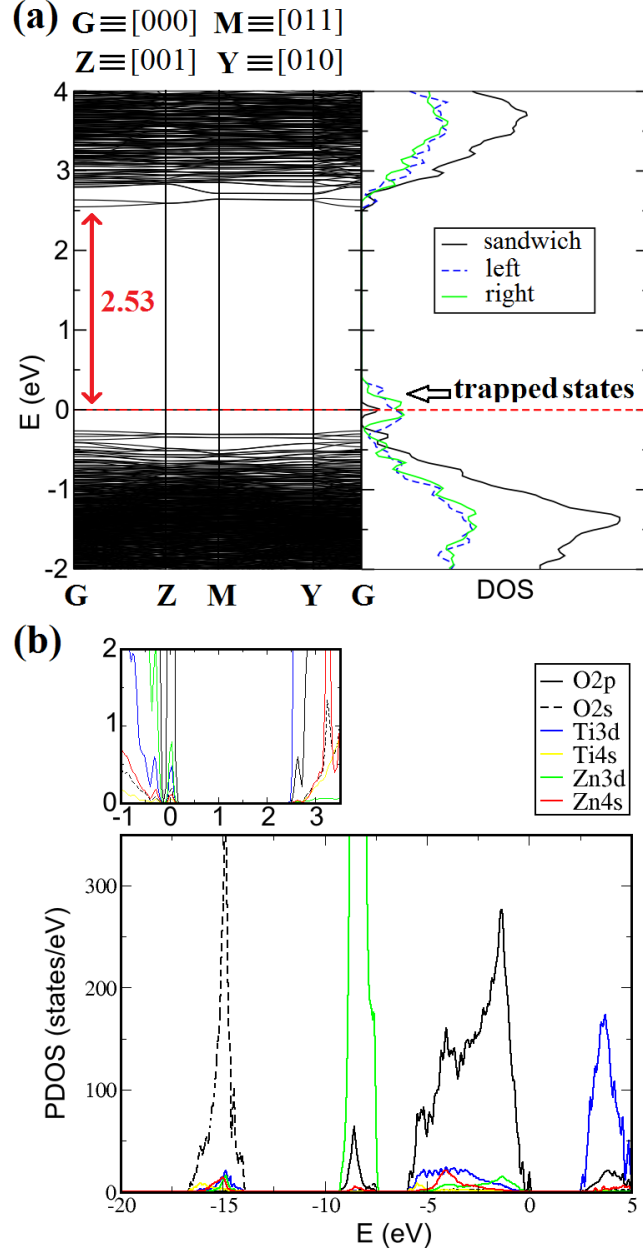 (a)
G≡[000] M≡[011]
Z≡[001] Y≡[010]
4
3
2
1
0
-1
-2
E (eV)
2.53
G Z M Y G
sandwich
left
right
trapped states
DOS
(b)
2
1
0
-1 0 1 2 3
O2p
O2s
Ti3d
Ti4s
Zn3d
Zn4s
300
200
100
0
PDOS (states/eV)
-20 -15 -10 -5 0 5
E (eV)